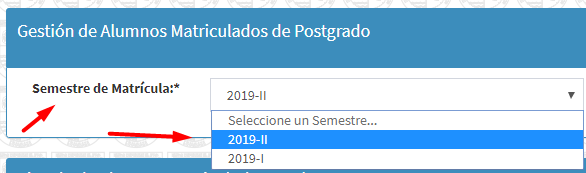 Gestión de Alumnos Matriculados de Postgrado
Semestre de Matrícula:*
2019-II
Seleccione un Semestre...
2019-II
2019-I